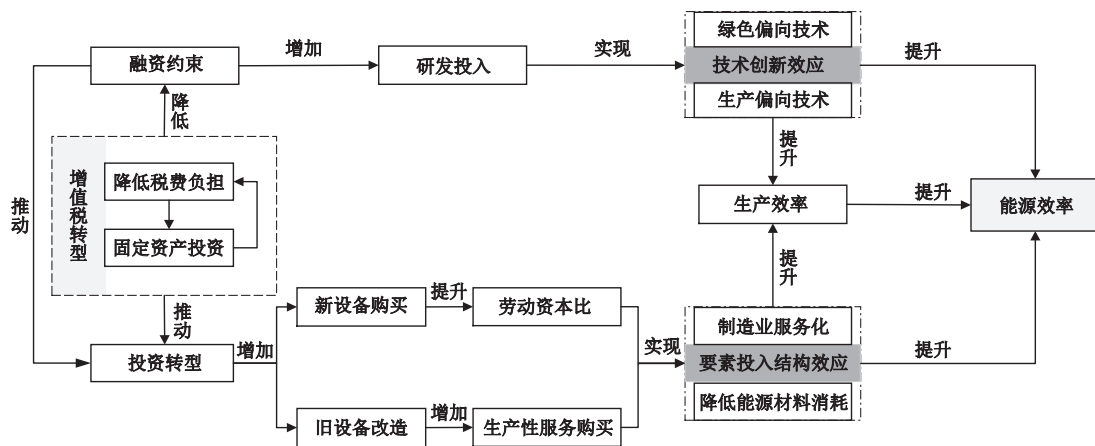 绿色偏向技术
融资约束
增加
研发投入
实现
技术创新效应
提升
生产偏向技术
降低
提升
增值税转型
降低税费负担
固定资产投资
推动
生产效率
提升
能源效率
提升
推动
新设备购买
提升
劳动资本比
制造业服务化
投资转型
增加
实现
要素投入结构效应
提升
旧设备改造
增加
生产性服务购买
降低能源材料消耗